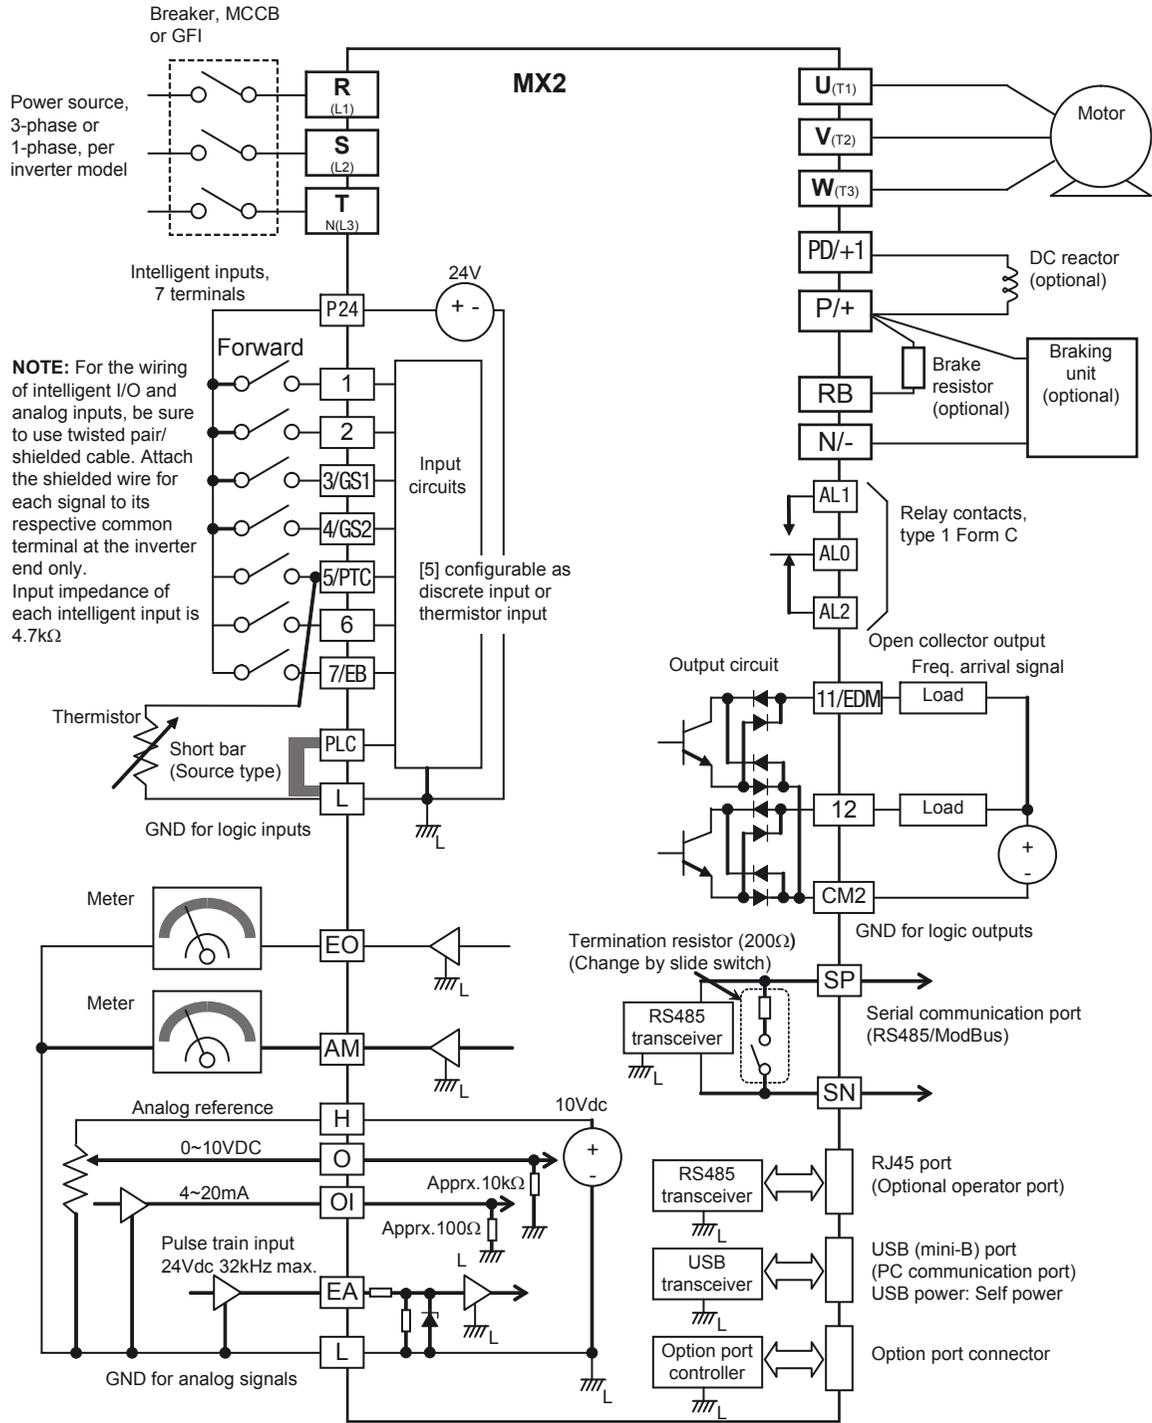 Breaker, MCCB
or GFI
MX2
Power source,
3-phase or
1-phase, per
inverter model
R
(L1)
S
(L2)
T
N(L3)
U(T1)
V(T2)
W(T3)
Motor
PD/+1
P/+
DC reactor
(optional)
RB
Brake
resistor
(optional)
Braking
unit
(optional)
N/-
Intelligent inputs,
7 terminals
24V
P24
+ -
Forward
NOTE: For the wiring
of intelligent I/O and
analog inputs, be sure
to use twisted pair/
shielded cable. Attach
the shielded wire for
each signal to its
respective common
terminal at the inverter
end only.
Input impedance of
each intelligent input is
4.7kΩ
1
2
3/GS1
4/GS2
5/PTC
6
7/EB
Input
circuits
[5] configurable as
discrete input or
thermistor input
AL1
AL0
AL2
Relay contacts,
type 1 Form C
Thermistor
Short bar
(Source type)
PLC
L
GND for logic inputs
L
Open collector output
Output circuit
Freq. arrival signal
11/EDM
Load
12
Load
+
-
CM2
GND for logic outputs
Meter
EO
L
Meter
AM
L
Termination resistor (200Ω)
(Change by slide switch)
SP
RS485
transceiver
L
Serial communication port
(RS485/ModBus)
SN
Analog reference
H
10Vdc
+
-
0~10VDC
O
4~20mA
OI
Apprx.10kΩ
Apprx.100Ω
Pulse train input
24Vdc 32kHz max.
L
EA
L
L
GND for analog signals
L
RS485
transceiver
L
RJ45 port
(Optional operator port)
USB
transceiver
L
USB (mini-B) port
(PC communication port)
USB power: Self power
Option port
controller
L
Option port connector